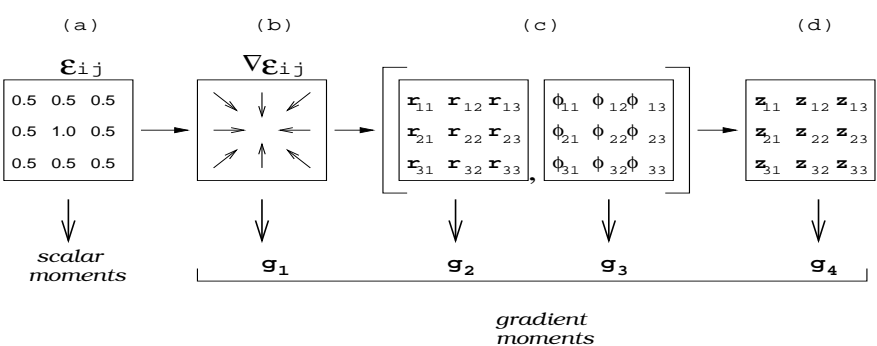 (a) (b) (c) (d)
εij ∇εij
0.5 0.5 0.5 r11 r12 r13 ϕ11 ϕ12 ϕ13 z11 z12 z13
0.5 1.0 0.5 r21 r22 r23 ϕ21 ϕ22 ϕ23 z21 z22 z23
0.5 0.5 0.5 r31 r32 r33 , ϕ31 ϕ32 ϕ33 z31 z32 z33
scalar
moments
g1 g2 g3 g4
gradient
moments